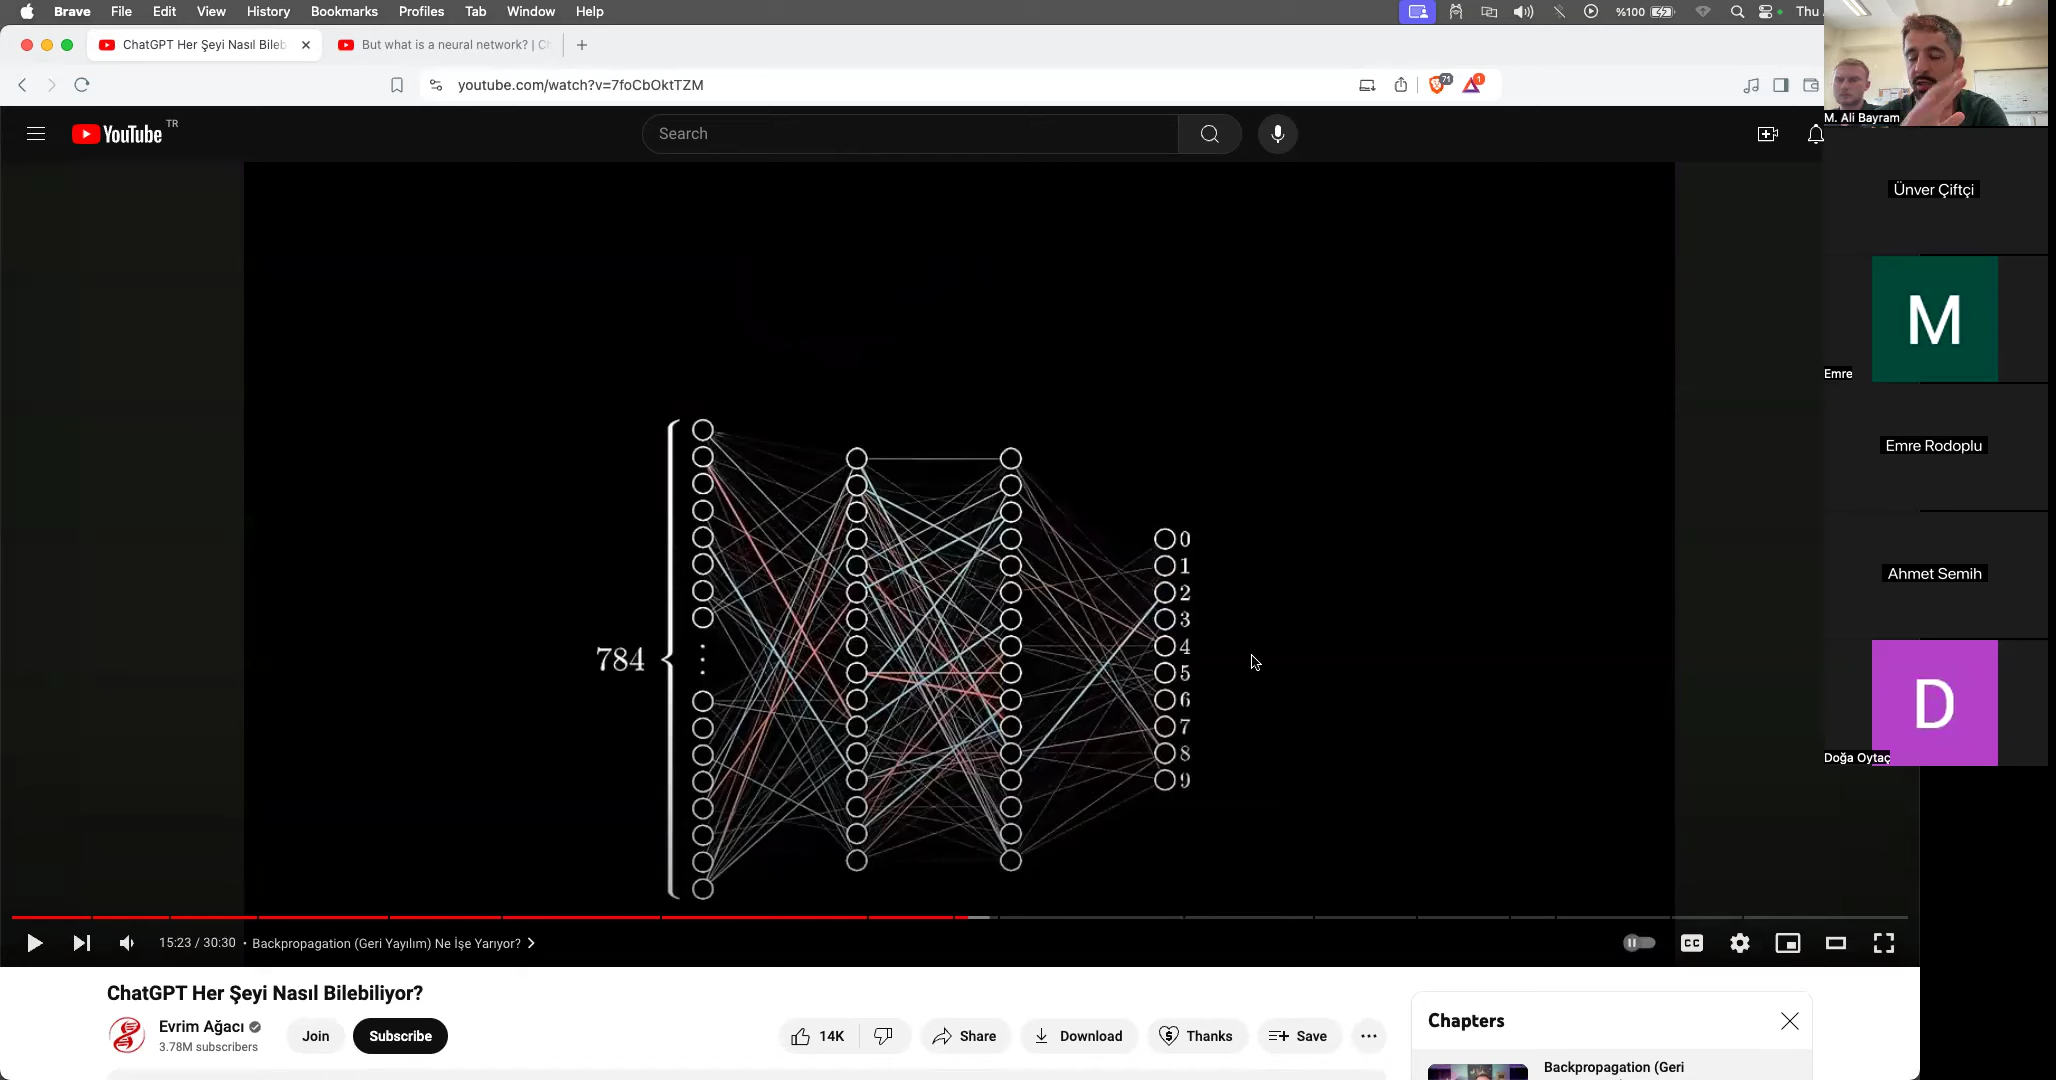 Brave File Edit View History Bookmarks Profiles Tab Window Help
%100
Thu
ChatGPT Her Şeyi Nasıl Bileb
But what is a neural network? | Ch
youtube.com/watch?v=7foCbOktTZM
71
1
YouTube TR
Search
M. Ali Bayram
Ünver Çiftçi
M
Emre
Emre Rodoplu
Ahmet Semih
D
Doğa Oytaç
784
0
1
2
3
4
5
6
7
8
9
15:23 / 30:30 • Backpropagation (Geri Yayılım) Ne İşe Yarıyor?
CC
ChatGPT Her Şeyi Nasıl Bilebiliyor?
Evrim Ağacı
3.78M subscribers
Join
Subscribe
14K
Share
Download
Thanks
Save
Chapters
Backpropagation (Geri